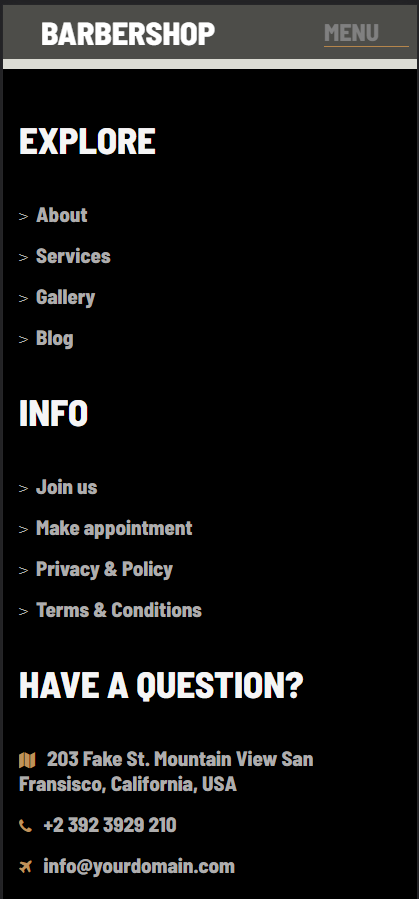 BARBERSHOP MENU
EXPLORE
> About
> Services
> Gallery
> Blog
INFO
> Join us
> Make appointment
> Privacy & Policy
> Terms & Conditions
HAVE A QUESTION?
203 Fake St. Mountain View San
Fransisco, California, USA
+2 392 3929 210
info@yourdomain.com